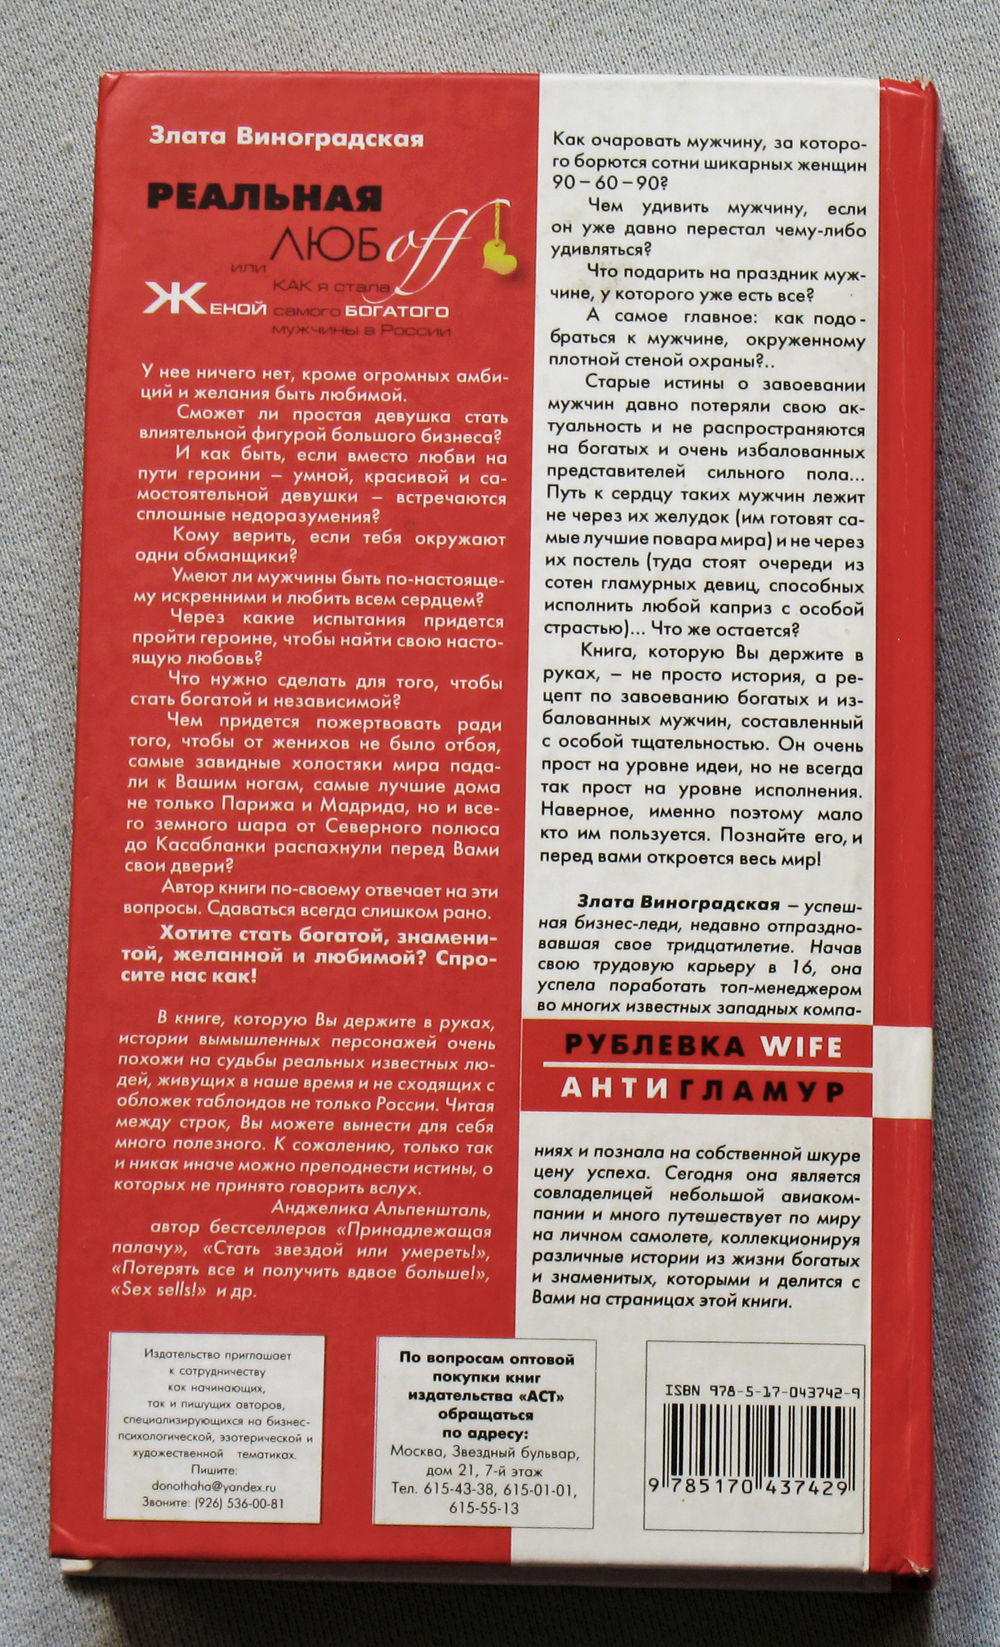 Злата Виноградская
РЕАЛЬНАЯ
ЛЮБoff
или
КАК я стала
ЖЕНОЙ самого БОГАТОГО
мужчины в России
У нее ничего нет, кроме огромных амби-
ций и желания быть любимой.
Сможет ли простая девушка стать
влиятельной фигурой большого бизнеса?
И как быть, если вместо любви на
пути героини – умной, красивой и са-
мостоятельной девушки – встречаются
сплошные недоразумения?
Кому верить, если тебя окружают
одни обманщики?
Умеют ли мужчины быть по-настояще-
му искренними и любить всем сердцем?
Через какие испытания придется
пройти героине, чтобы найти свою насто-
ящую любовь?
Что нужно сделать для того, чтобы
стать богатой и независимой?
Чем придется пожертвовать ради
того, чтобы от женихов не было отбоя,
самые завидные холостяки мира пада-
ли к Вашим ногам, самые лучшие дома
не только Парижа и Мадрида, но и все-
го земного шара от Северного полюса
до Касабланки распахнули перед Вами
свои двери?
Автор книги по-своему отвечает на эти
вопросы. Сдаваться всегда слишком рано.
Хотите стать богатой, знамени-
той, желанной и любимой? Спро-
сите нас как!
В книге, которую Вы держите в руках,
истории вымышленных персонажей очень
похожи на судьбы реальных известных лю-
дей, живущих в наше время и не сходящих с
обложек таблоидов не только России. Читая
между строк, Вы можете вынести для себя
много полезного. К сожалению, только так
и никак иначе можно преподнести истины, о
которых не принято говорить вслух.
Анджелика Альпеншталь,
автор бестселлеров «Принадлежащая
палачу», «Стать звездой или умереть!»,
«Потерять все и получить вдвое больше!»,
«Sex sells!» и др.
Как очаровать мужчину, за которо-
го борются сотни шикарных женщин
90 – 60 – 90?
Чем удивить мужчину, если
он уже давно перестал чему-либо
удивляться?
Что подарить на праздник муж-
чине, у которого уже есть все?
А самое главное: как подо-
браться к мужчине, окруженному
плотной стеной охраны?..
Старые истины о завоевании
мужчин давно потеряли свою ак-
туальность и не распространяются
на богатых и очень избалованных
представителей сильного пола...
Путь к сердцу таких мужчин лежит
не через их желудок (им готовят са-
мые лучшие повара мира) и не через
их постель (туда стоят очереди из
сотен гламурных девиц, способных
исполнить любой каприз с особой
страстью)... Что же остается?
Книга, которую Вы держите в
руках, – не просто история, а ре-
цепт по завоеванию богатых и из-
балованных мужчин, составленный
с особой тщательностью. Он очень
прост на уровне идеи, но не всегда
так прост на уровне исполнения.
Наверное, именно поэтому мало
кто им пользуется. Познайте его, и
перед вами откроется весь мир!
Злата Виноградская – успеш-
ная бизнес-леди, недавно отпраздно-
вавшая свое тридцатилетие. Начав
свою трудовую карьеру в 16, она
успела поработать топ-менеджером
во многих известных западных компа-
РУБЛЕВКА WIFE
АНТИГЛАМУР
ниях и познала на собственной шкуре
цену успеха. Сегодня она является
совладелицей небольшой авиаком-
пании и много путешествует по миру
на личном самолете, коллекционируя
различные истории из жизни богатых
и знаменитых, которыми и делится с
Вами на страницах этой книги.
Издательство приглашает
к сотрудничеству
как начинающих,
так и пишущих авторов,
специализирующихся на бизнес-
психологической, эзотерической и
художественной тематиках.
Пишите:
donothaha@yandex.ru
Звоните: (926) 536-00-81
По вопросам оптовой
покупки книг
издательства «АСТ»
обращаться
по адресу:
Москва, Звездный бульвар,
дом 21, 7-й этаж
Тел. 615-43-38, 615-01-01,
615-55-13
ISBN 978-5-17-043742-9
9 785170 437429